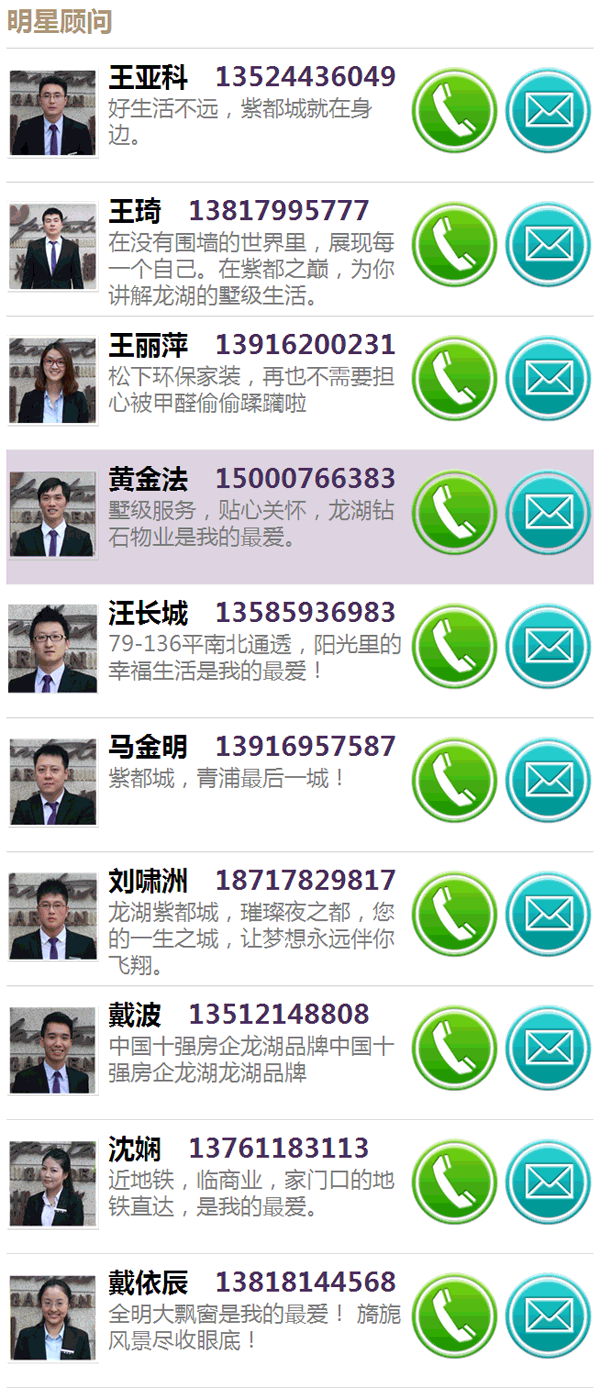 明星顾问
王亚科 13524436049
好生活不远，紫都城就在身
边。
王琦 13817995777
在没有围墙的世界里，展现每
一个自己。在紫都之巅，为你
讲解龙湖的墅级生活。
王丽萍 13916200231
松下环保家装，再也不需要担
心被甲醛偷偷蹂躏啦
黄金法 15000766383
墅级服务，贴心关怀，龙湖钻
石物业是我的最爱。
汪长城 13585936983
79-136平南北通透，阳光里的
幸福生活是我的最爱！
马金明 13916957587
紫都城，青浦最后一城！
刘啸洲 18717829817
龙湖紫都城，璀璨夜之都，您
的一生之城，让梦想永远伴你
飞翔。
戴波 13512148808
中国十强房企龙湖品牌中国十
强房企龙湖龙湖品牌
沈娴 13761183113
近地铁，临商业，家门口的地
铁直达，是我的最爱。
戴依辰 13818144568
全明大飘窗是我的最爱！ 旖旎
风景尽收眼底！